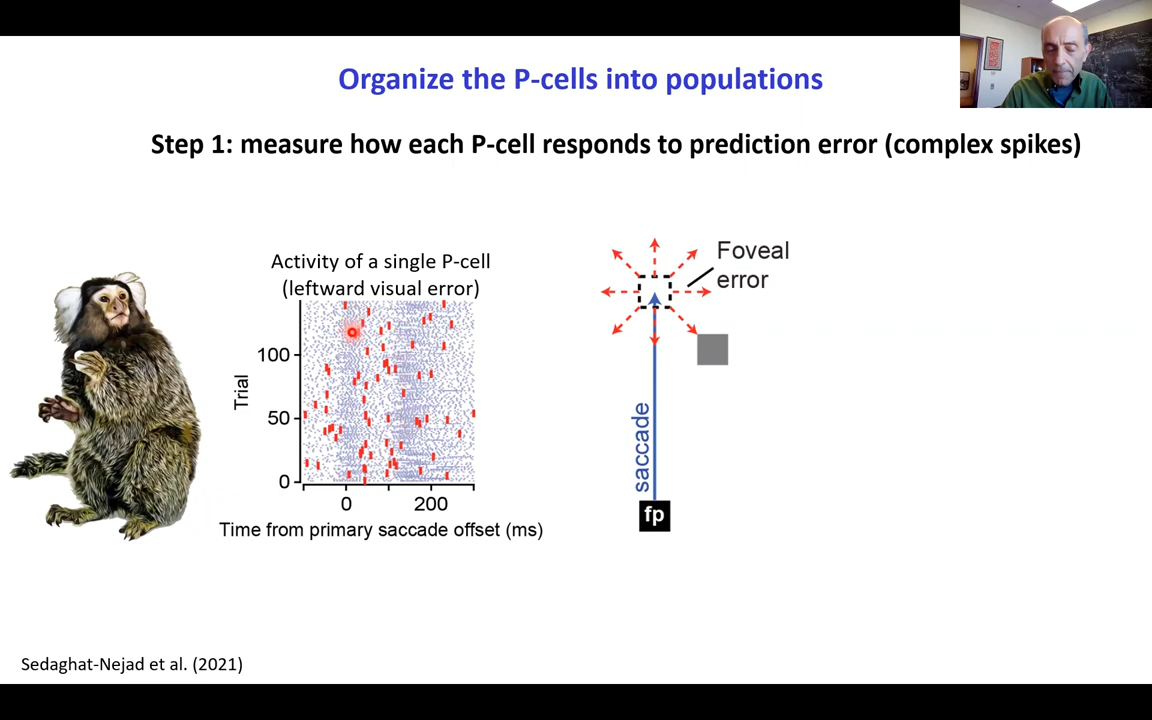 Organize the P-cells into populations
Step 1: measure how each P-cell responds to prediction error (complex spikes)
Activity of a single P-cell
(leftward visual error)
Trial
100
50
0
0
200
Time from primary saccade offset (ms)
Foveal
error
saccade
fp
Sedaghat-Nejad et al. (2021)